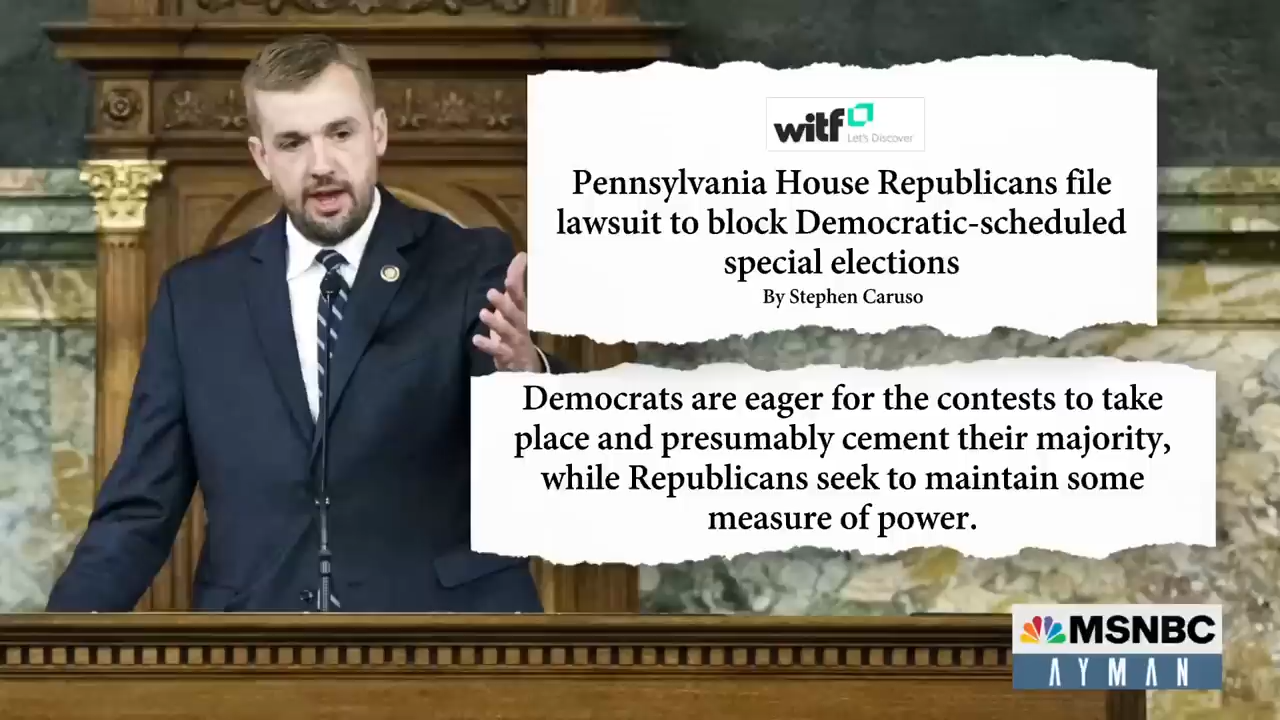 witf
Let's Discover
Pennsylvania House Republicans file
lawsuit to block Democratic-scheduled
special elections
By Stephen Caruso
Democrats are eager for the contests to take
place and presumably cement their majority,
while Republicans seek to maintain some
measure of power.
MSNBC
AYMAN